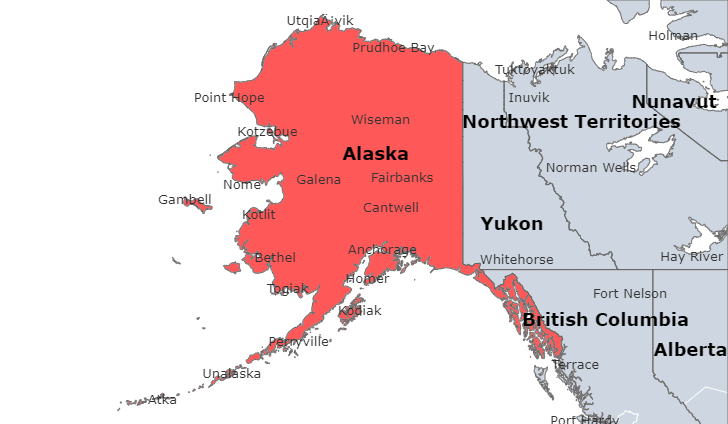 UtqiaÄ¡vik
Holman
Prudhoe Bay
Tuktoyaktuk
Point Hope
Inuvik
Nunavut
Wiseman
Northwest Territories
Kotzebue
Alaska
Norman Wells
Galena
Fairbanks
Nome
Gambell
Cantwell
Kotlit
Yukon
Anchorage
Bethel
Whitehorse
Hay River
Homer
Togiak
Fort Nelson
Kodiak
British Columbia
Perryville
Alberta
Terrace
Unalaska
Atka
Port Hardy